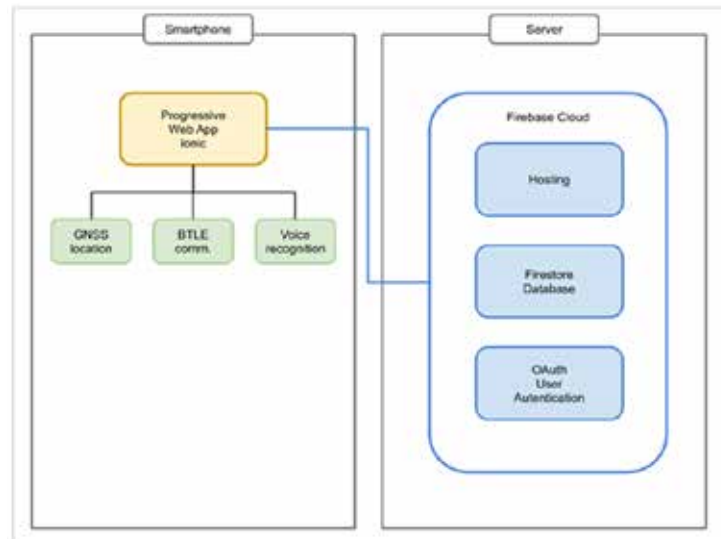 Smartphone
Server
Progressive
Web App
Ionic
GNSS
location
BTLE
comm.
Voice
recognition
Firebase Cloud
Hosting
Firestore
Database
OAuth
User
Autentication